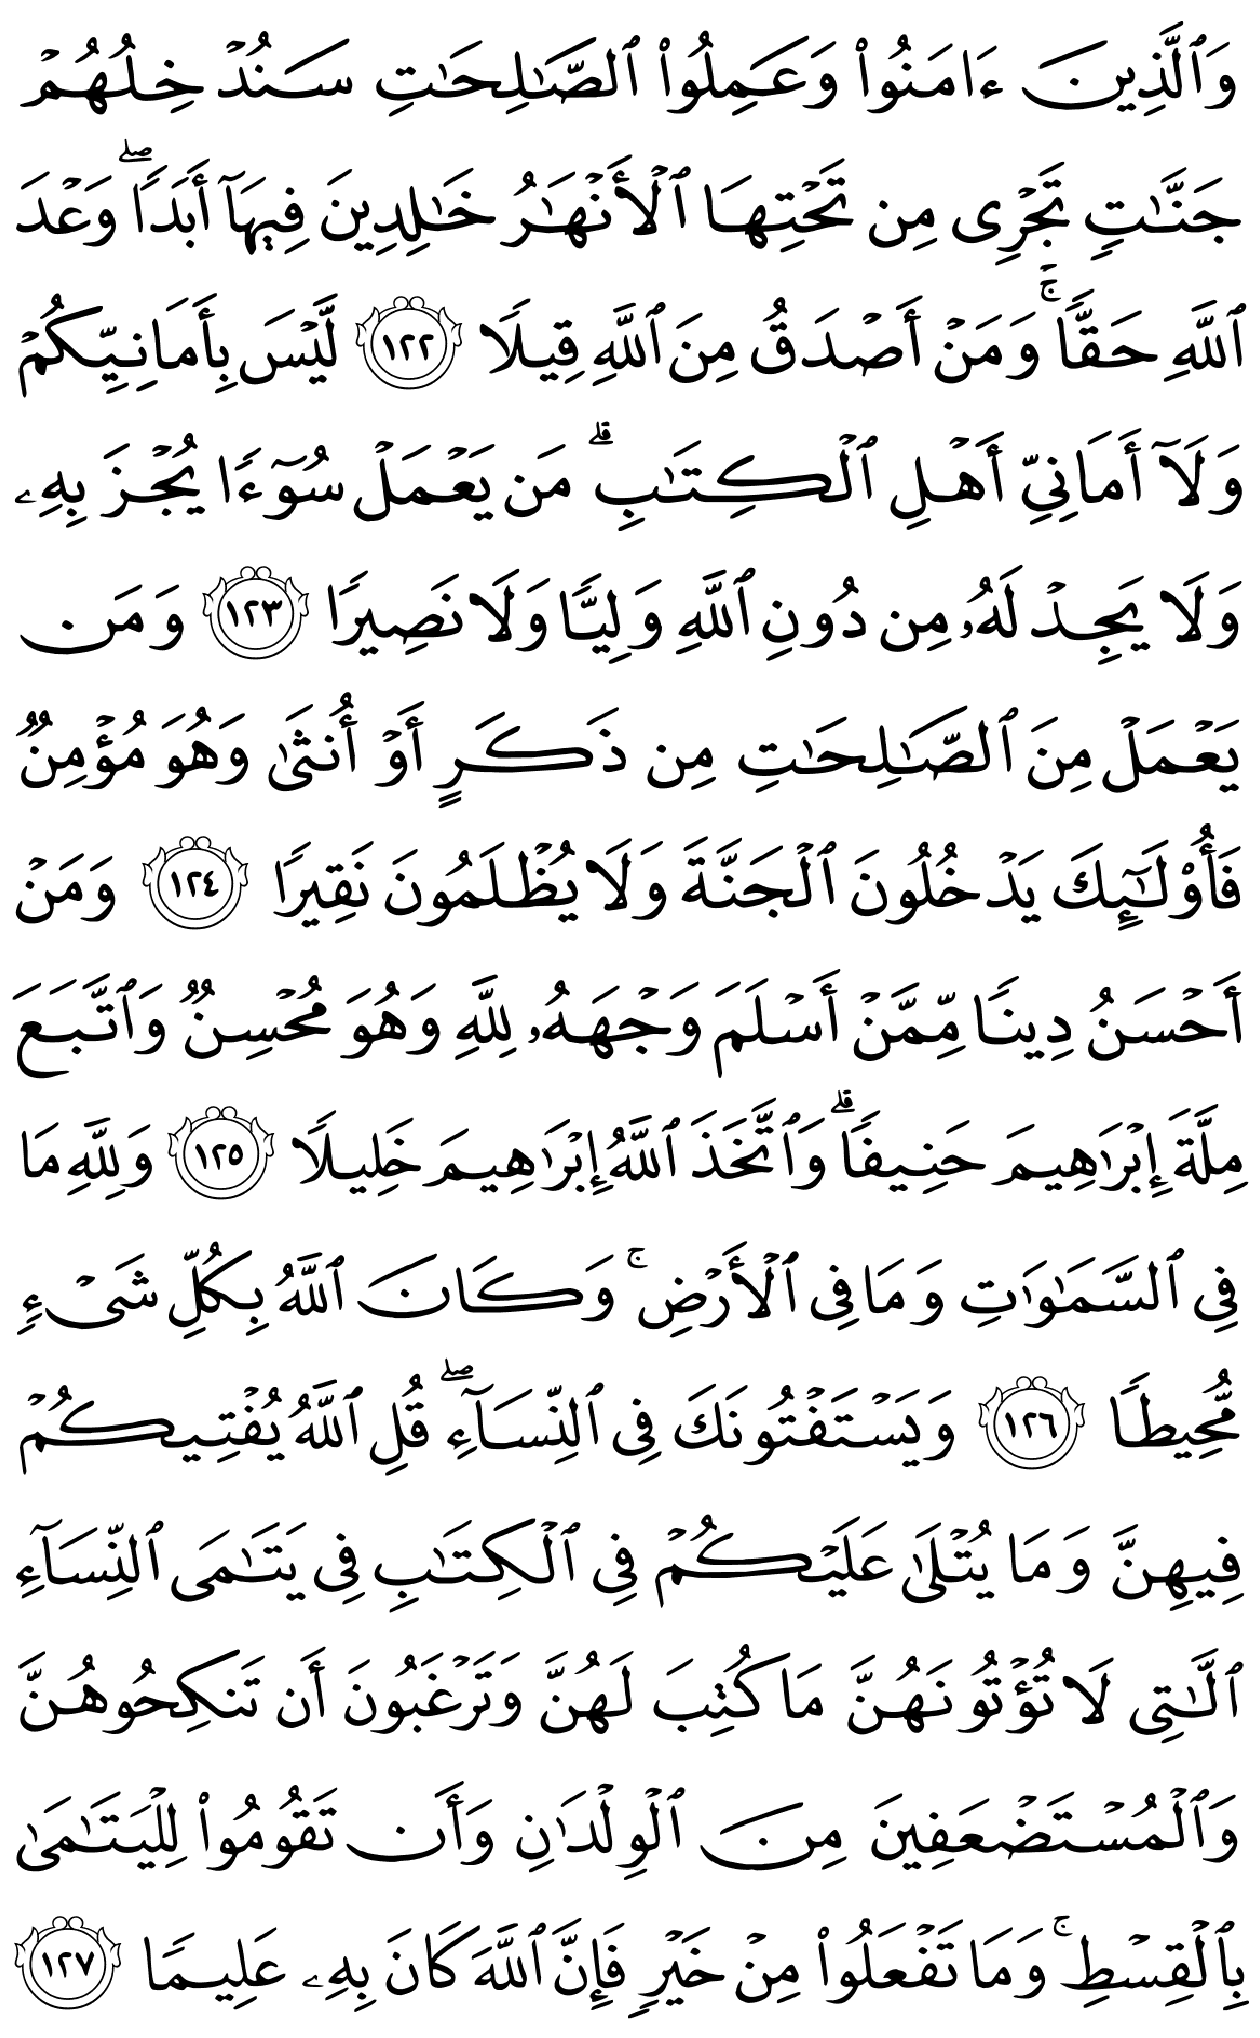 وَٱلَّذِينَ ءَامَنُوا۟ وَعَمِلُوا۟ ٱلصَّـٰلِحَـٰتِ سَنُدْخِلُهُمْ
جَنَّـٰتٍ تَجْرِى مِن تَحْتِهَا ٱلْأَنْهَـٰرُ خَـٰلِدِينَ فِيهَآ أَبَدًا ۖ وَعْدَ
ٱللَّهِ حَقًّا ۚ وَمَنْ أَصْدَقُ مِنَ ٱللَّهِ قِيلًا ١٢٢ لَّيْسَ بِأَمَانِيِّكُمْ
وَلَآ أَمَانِىِّ أَهْلِ ٱلْكِتَـٰبِ ۗ مَن يَعْمَلْ سُوٓءًا يُجْزَ بِهِۦ
وَلَا يَجِدْ لَهُۥ مِن دُونِ ٱللَّهِ وَلِيًّا وَلَا نَصِيرًا ١٢٣ وَمَن
يَعْمَلْ مِنَ ٱلصَّـٰلِحَـٰتِ مِن ذَكَرٍ أَوْ أُنثَىٰ وَهُوَ مُؤْمِنٌ
فَأُو۟لَـٰٓئِكَ يَدْخُلُونَ ٱلْجَنَّةَ وَلَا يُظْلَمُونَ نَقِيرًا ١٢٤ وَمَنْ
أَحْسَنُ دِينًا مِّمَّنْ أَسْلَمَ وَجْهَهُۥ لِلَّهِ وَهُوَ مُحْسِنٌ وَٱتَّبَعَ
مِلَّةَ إِبْرَٰهِيمَ حَنِيفًا ۗ وَٱتَّخَذَ ٱللَّهُ إِبْرَٰهِيمَ خَلِيلًا ١٢٥ وَلِلَّهِ مَا
فِى ٱلسَّمَـٰوَٰتِ وَمَا فِى ٱلْأَرْضِ ۚ وَكَانَ ٱللَّهُ بِكُلِّ شَىْءٍ
مُّحِيطًا ١٢٦ وَيَسْتَفْتُونَكَ فِى ٱلنِّسَآءِ ۖ قُلِ ٱللَّهُ يُفْتِيكُمْ
فِيهِنَّ وَمَا يُتْلَىٰ عَلَيْكُمْ فِى ٱلْكِتَـٰبِ فِى يَتَـٰمَى ٱلنِّسَآءِ
ٱلَّـٰتِى لَا تُؤْتُونَهُنَّ مَا كُتِبَ لَهُنَّ وَتَرْغَبُونَ أَن تَنكِحُوهُنَّ
وَٱلْمُسْتَضْعَفِينَ مِنَ ٱلْوِلْدَٰنِ وَأَن تَقُومُوا۟ لِلْيَتَـٰمَىٰ
بِٱلْقِسْطِ ۚ وَمَا تَفْعَلُوا۟ مِنْ خَيْرٍ فَإِنَّ ٱللَّهَ كَانَ بِهِۦ عَلِيمًا ١٢٧